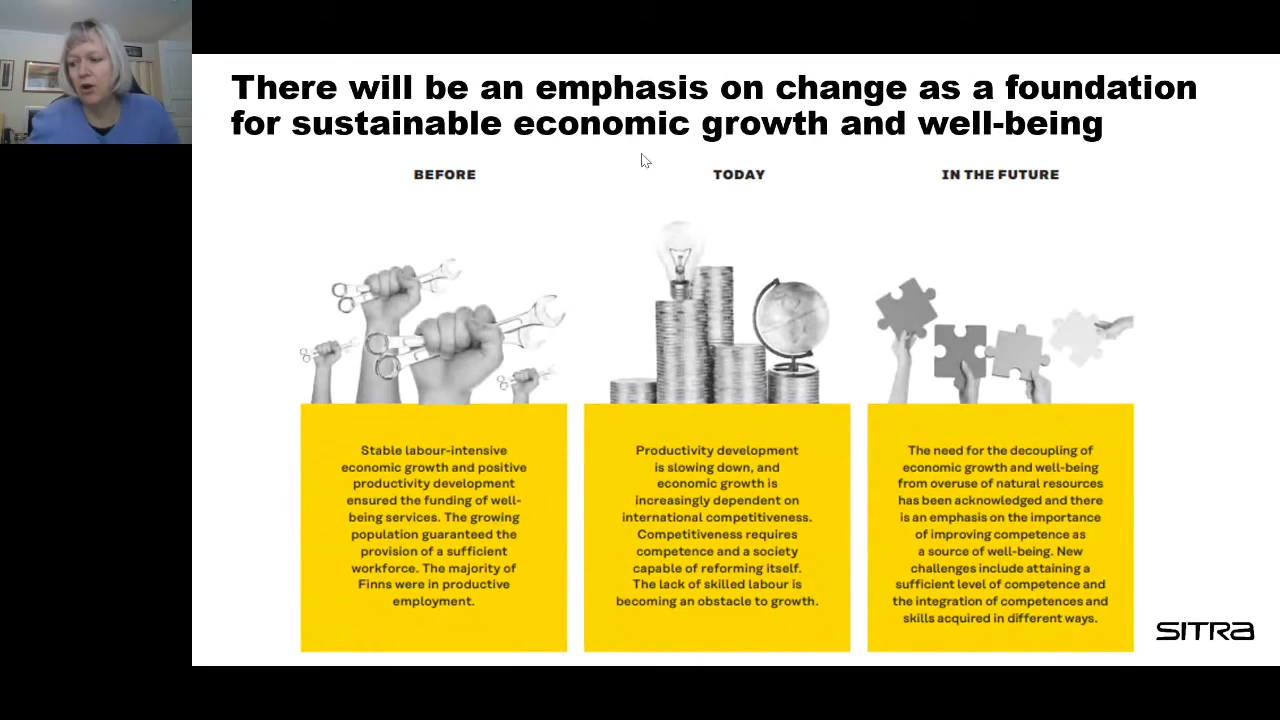 There will be an emphasis on change as a foundation
for sustainable economic growth and well-being
BEFORE
Stable labour-intensive
economic growth and positive
productivity development
ensured the funding of well-
being services. The growing
population guaranteed the
provision of a sufficient
workforce. The majority of
Finns were in productive
employment.
TODAY
Productivity development
is slowing down, and
economic growth is
increasingly dependent on
international competitiveness.
Competitiveness requires
competence and a society
capable of reforming itself.
The lack of skilled labour is
becoming an obstacle to growth.
IN THE FUTURE
The need for the decoupling of
economic growth and well-being
from overuse of natural resources
has been acknowledged and there
is an emphasis on the importance
of improving competence as
a source of well-being. New
challenges include attaining a
sufficient level of competence and
the integration of competences and
skills acquired in different ways.
SITRA